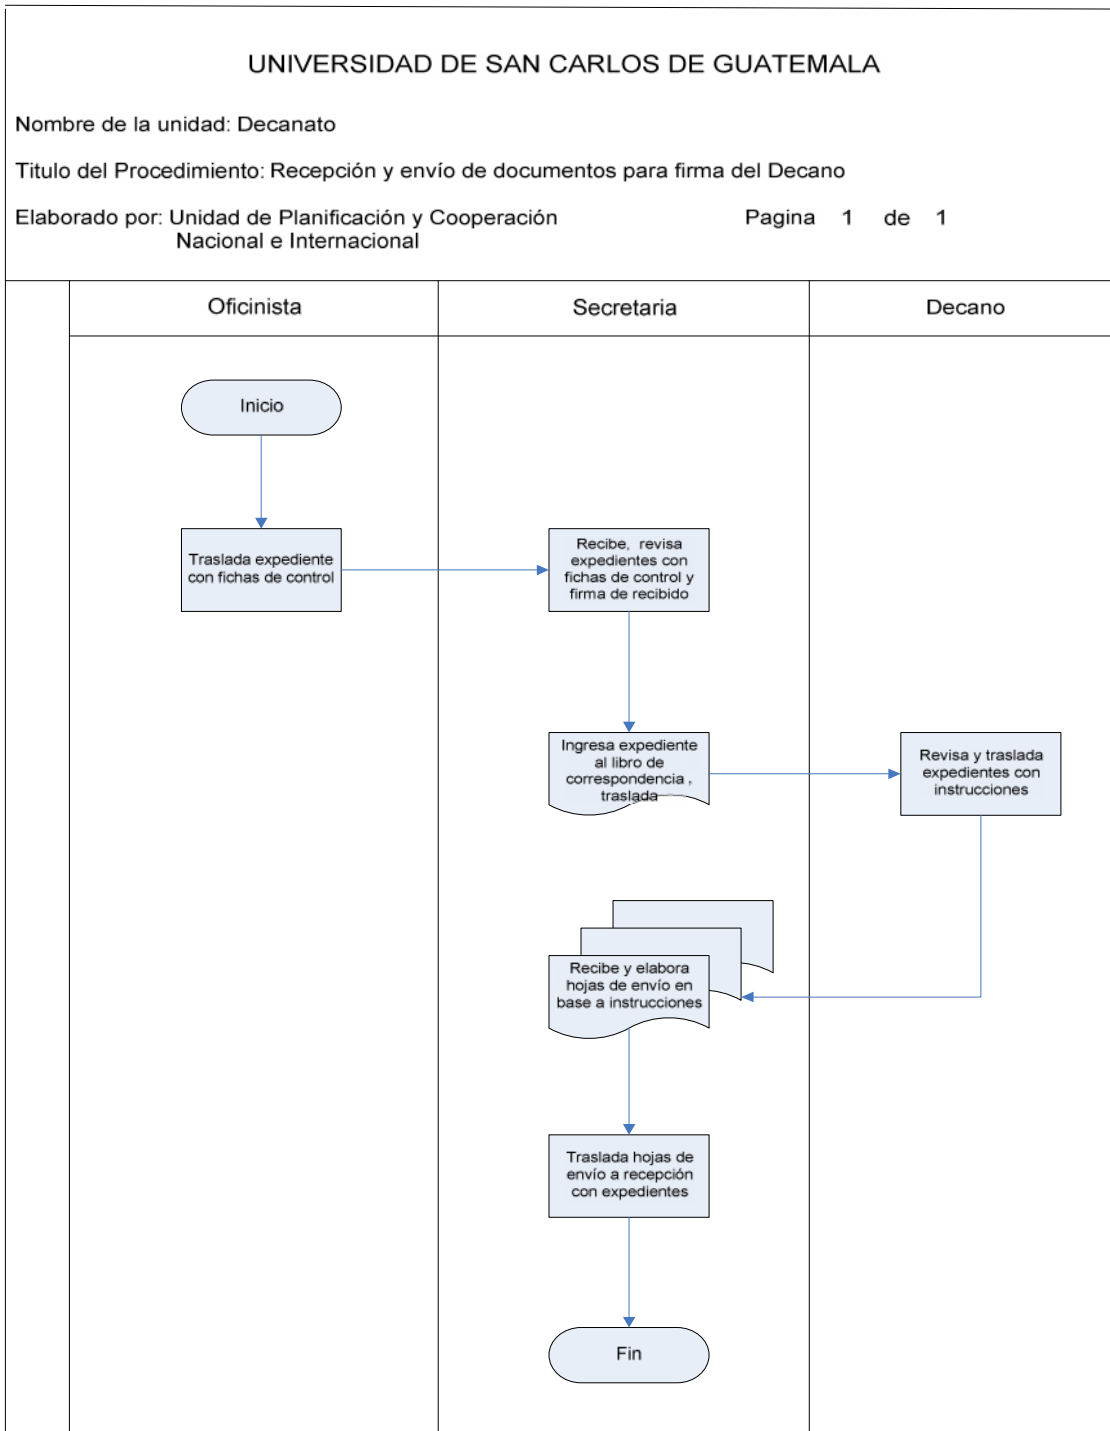 UNIVERSIDAD DE SAN CARLOS DE GUATEMALA
Nombre de la unidad: Decanato
Titulo del Procedimiento: Recepción y envío de documentos para firma del Decano
Elaborado por: Unidad de Planificación y Cooperación
Nacional e Internacional
Pagina 1 de 1
Oficinista
Secretaria
Decano
Inicio
Traslada expediente
con fichas de control
Recibe, revisa
expedientes con
fichas de control y
firma de recibido
Ingresa expediente
al libro de
correspondencia ,
traslada
Revisa y traslada
expedientes con
instrucciones
Recibe y elabora
hojas de envío en
base a instrucciones
Traslada hojas de
envío a recepción
con expedientes
Fin